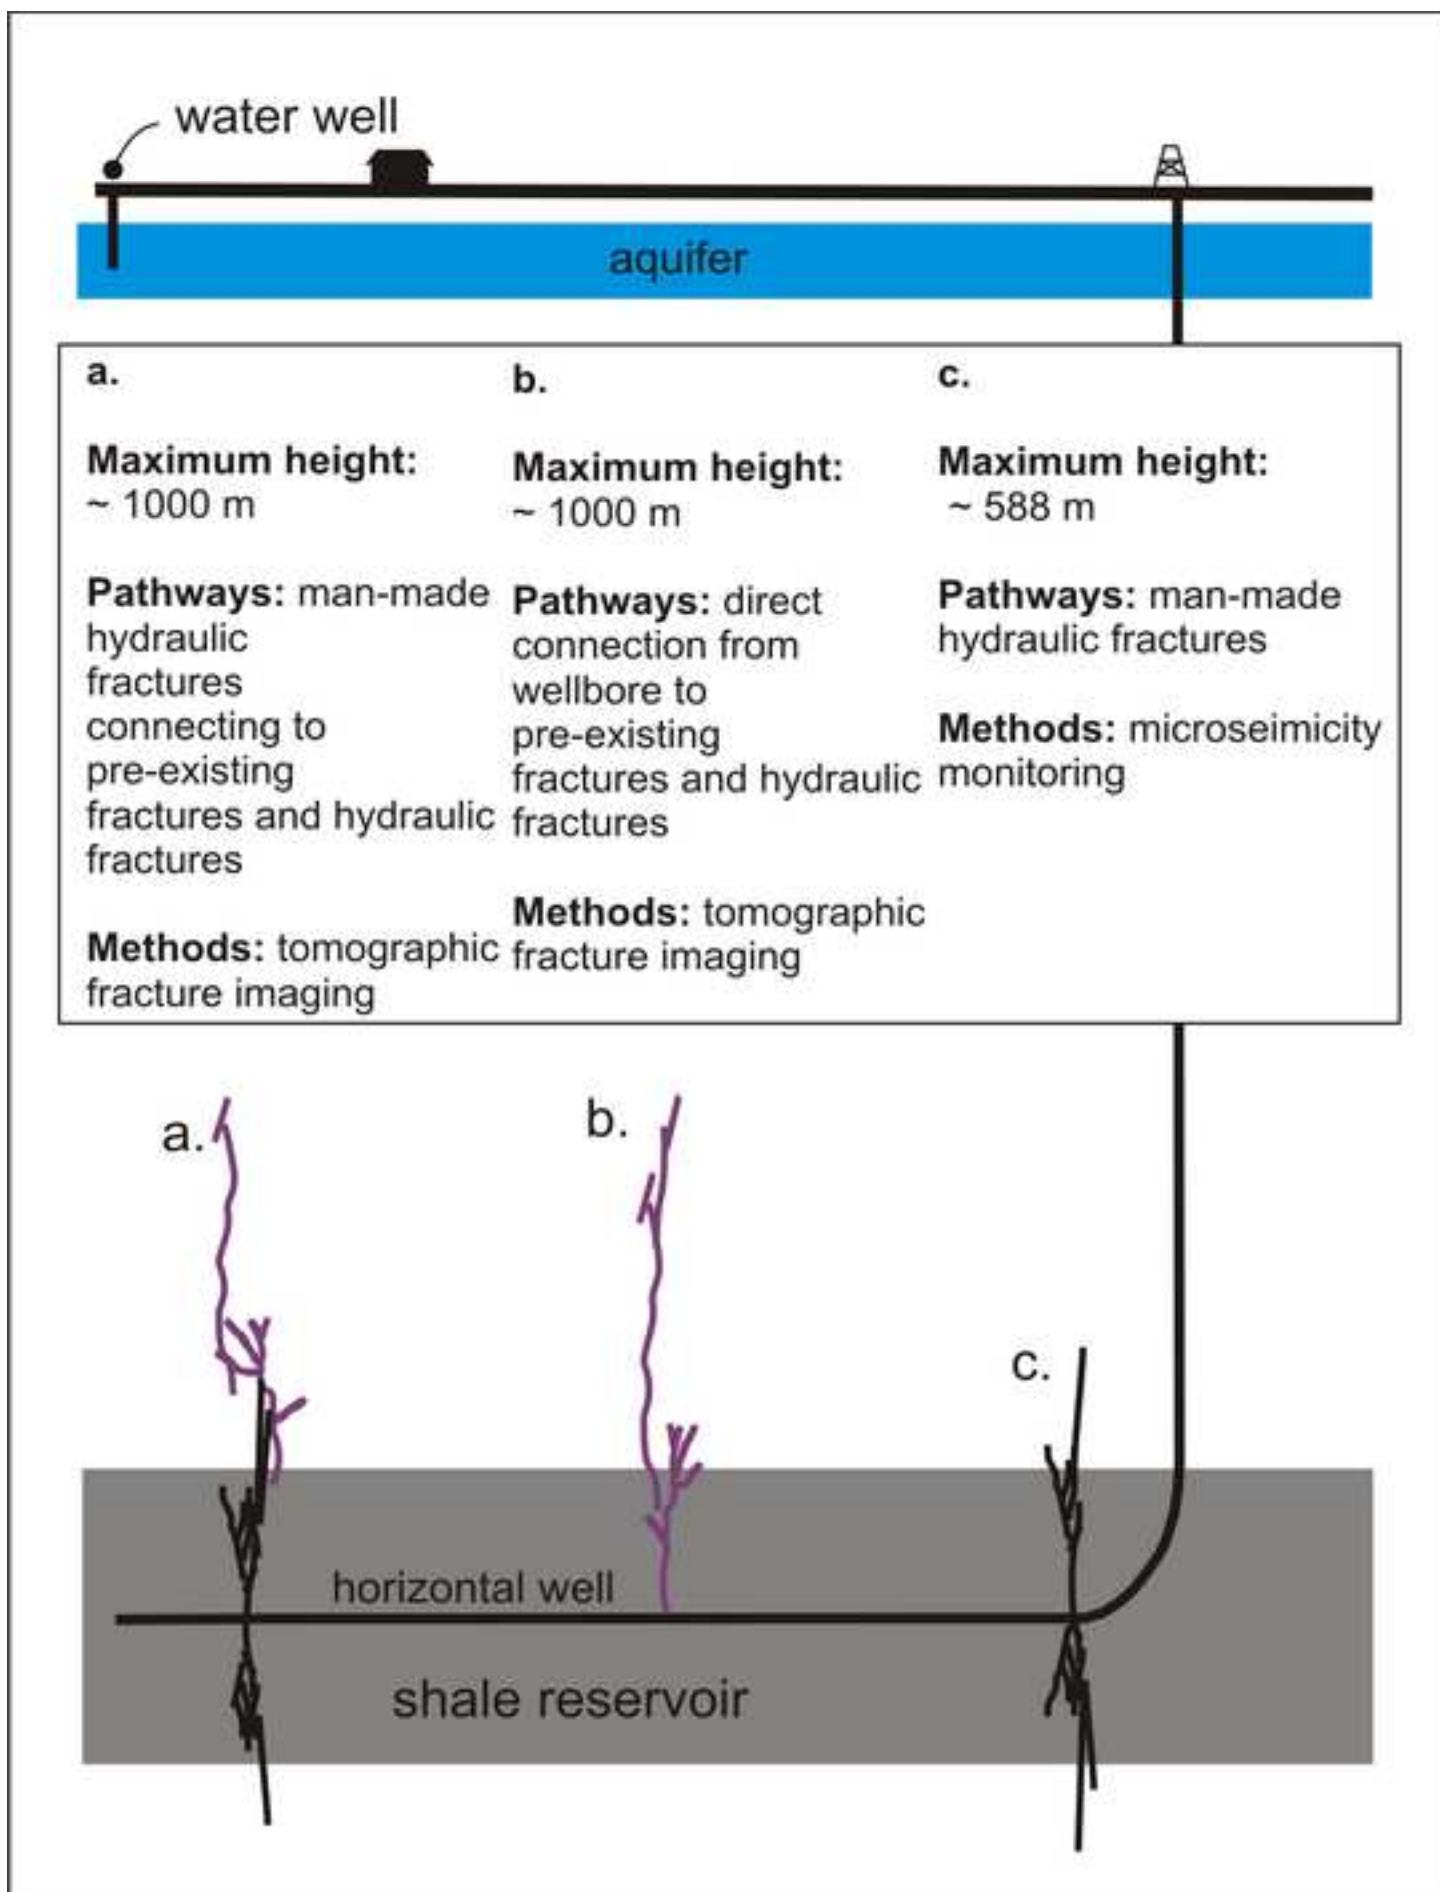 water well
aquifer
a.
Maximum height:
~ 1000 m
Pathways: man-made
hydraulic
fractures
connecting to
pre-existing
fractures and hydraulic
fractures
Methods: tomographic
fracture imaging
b.
Maximum height:
~ 1000 m
Pathways: direct
connection from
wellbore to
pre-existing
fractures and hydraulic
fractures
Methods: tomographic
fracture imaging
c.
Maximum height:
~ 588 m
Pathways: man-made
hydraulic fractures
Methods: microseimicity
monitoring
a.
b.
c.
horizontal well
shale reservoir